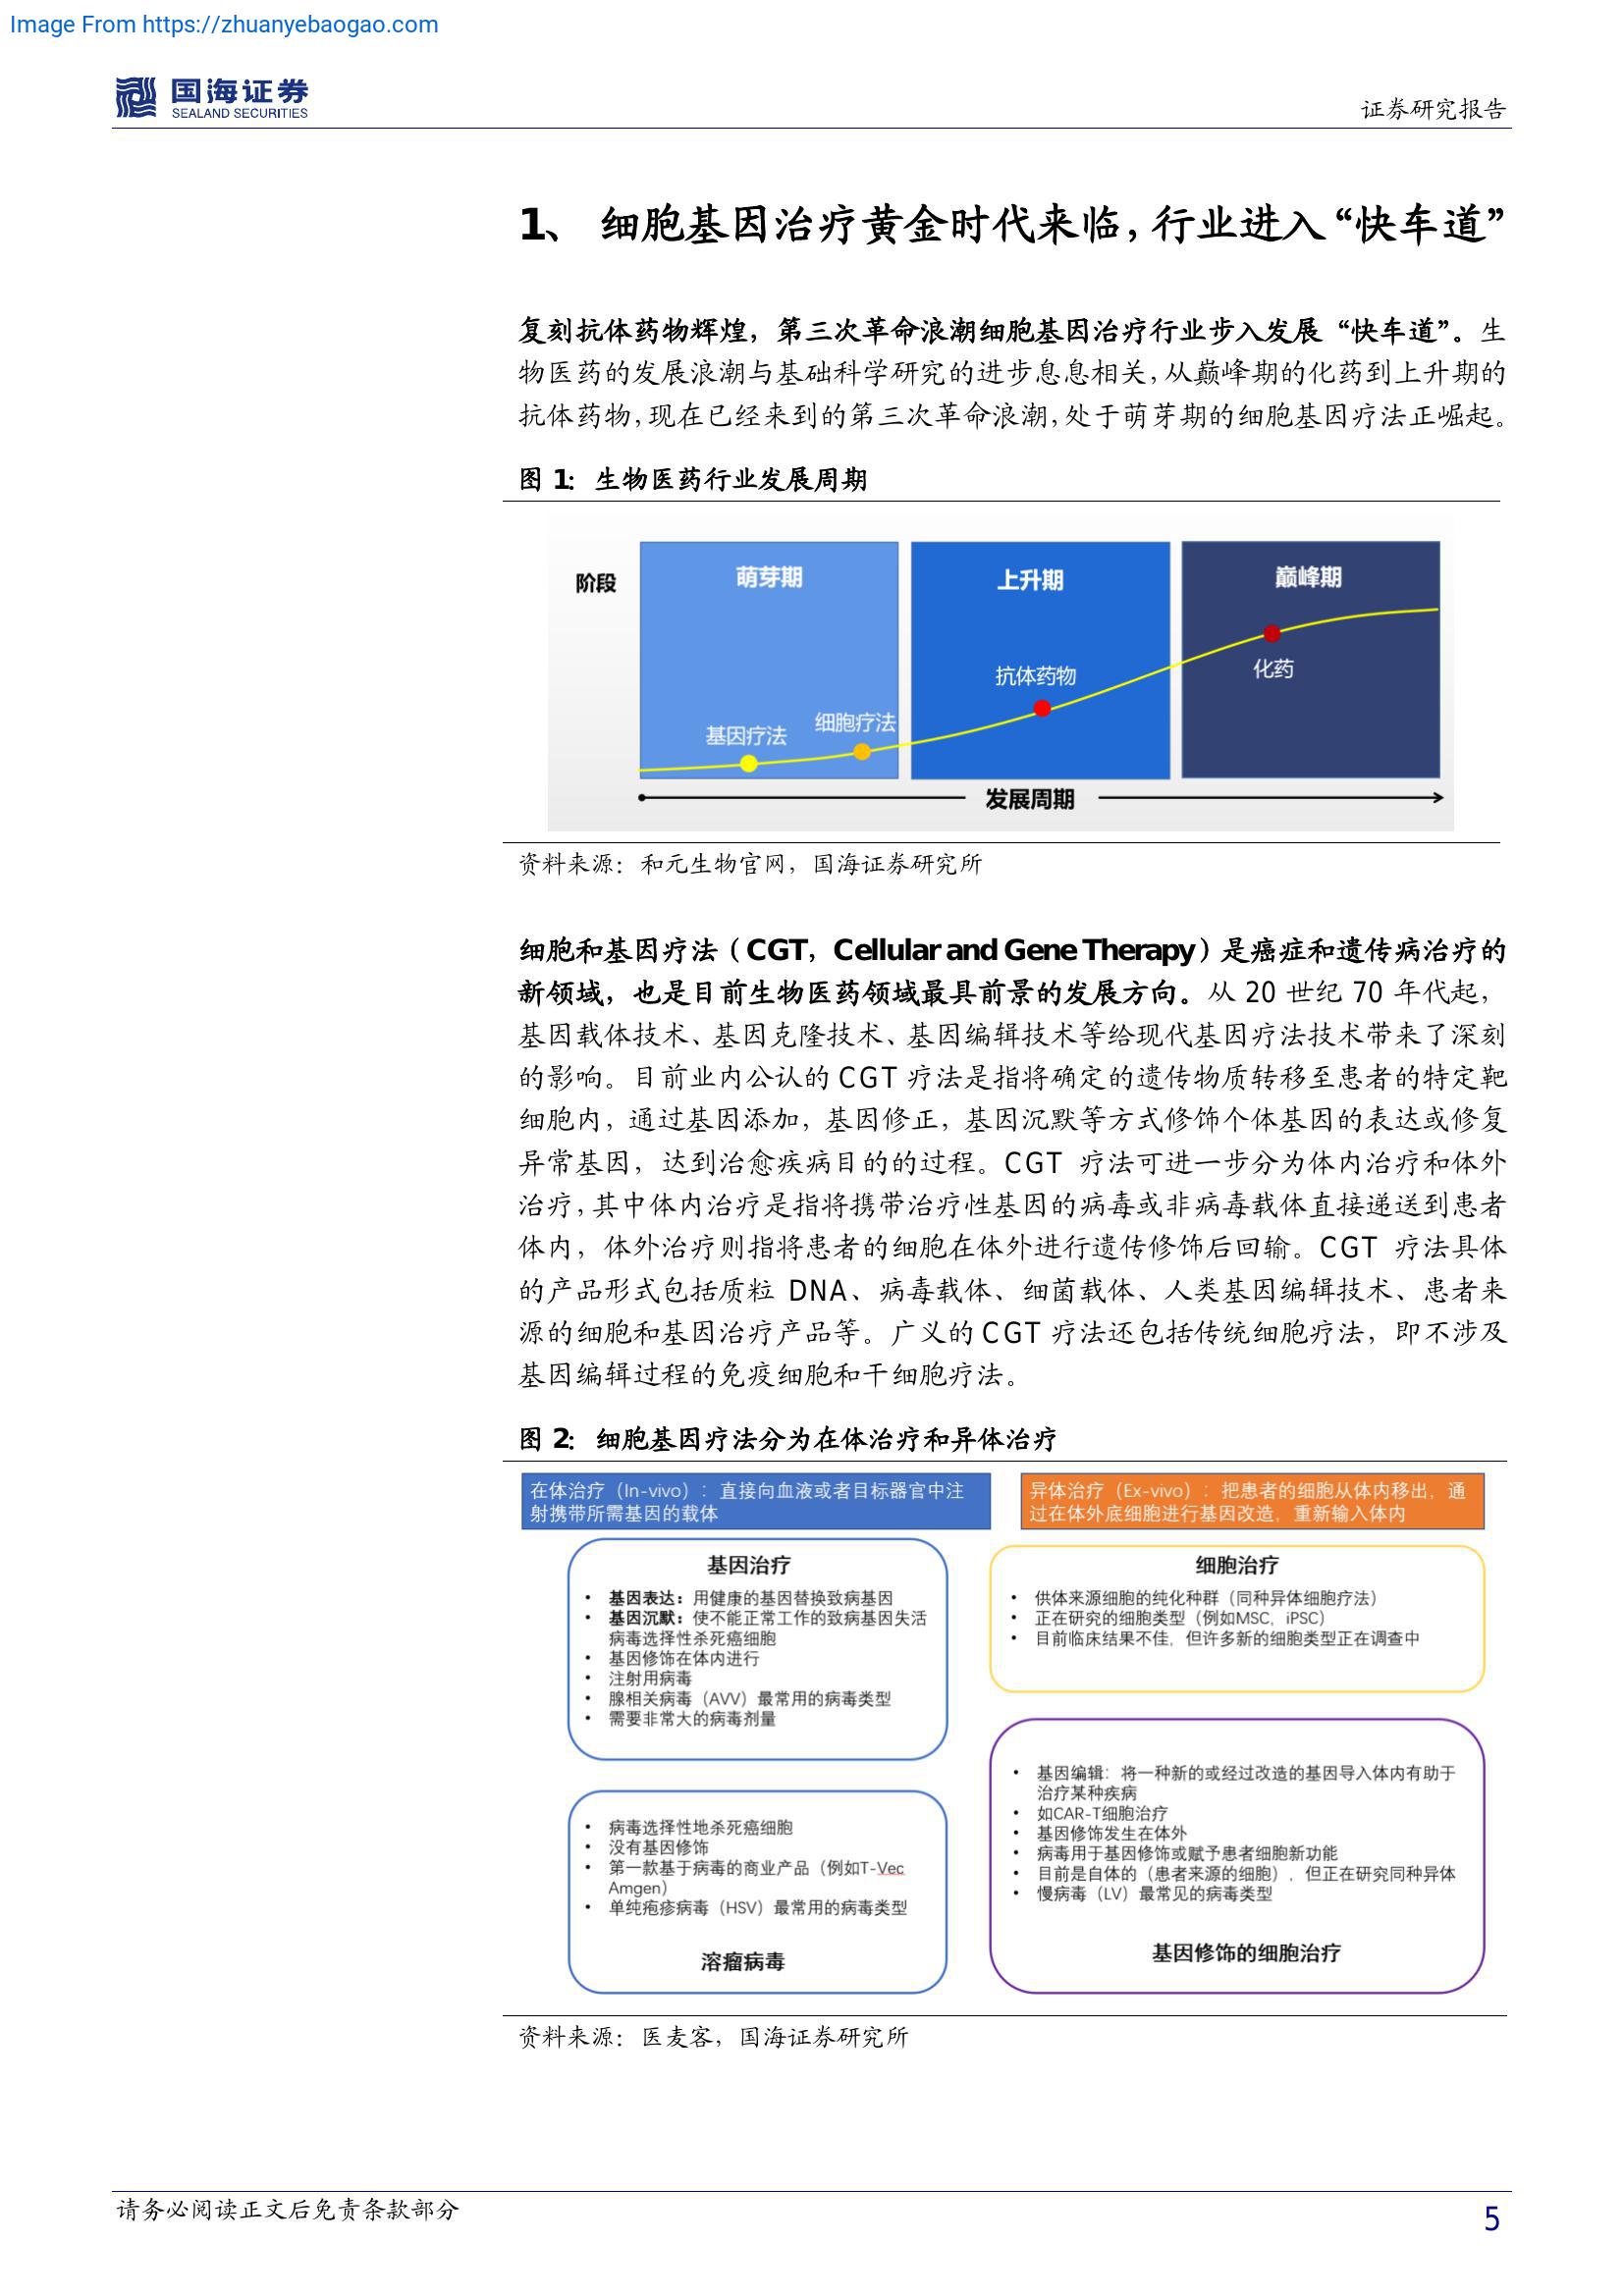 Image From https://zhuanyebaogao.com
国海证券
SEALAND SECURITIES
证券研究报告
1、 细胞基因治疗黄金时代来临,行业进入“快车道”
复刻抗体药物辉煌，第三次革命浪潮细胞基因治疗行业步入发展“快车道”。生
物医药的发展浪潮与基础科学研究的进步息息相关,从巅峰期的化药到上升期的
抗体药物,现在已经来到的第三次革命浪潮,处于萌芽期的细胞基因疗法正崛起。
图 1: 生物医药行业发展周期
阶段
萌芽期
上升期
巅峰期
抗体药物
化药
基因疗法
细胞疗法
发展周期
资料来源：和元生物官网，国海证券研究所
细胞和基因疗法（CGT，Cellular and Gene Therapy）是癌症和遗传病治疗的
新领域，也是目前生物医药领域最具前景的发展方向。从 20 世纪 70 年代起，
基因载体技术、基因克隆技术、基因编辑技术等给现代基因疗法技术带来了深刻
的影响。目前业内公认的 CGT 疗法是指将确定的遗传物质转移至患者的特定靶
细胞内，通过基因添加，基因修正，基因沉默等方式修饰个体基因的表达或修复
异常基因，达到治愈疾病目的的过程。CGT 疗法可进一步分为体内治疗和体外
治疗,其中体内治疗是指将携带治疗性基因的病毒或非病毒载体直接递送到患者
体内，体外治疗则指将患者的细胞在体外进行遗传修饰后回输。CGT 疗法具体
的产品形式包括质粒 DNA、病毒载体、细菌载体、人类基因编辑技术、患者来
源的细胞和基因治疗产品等。广义的 CGT 疗法还包括传统细胞疗法，即不涉及
基因编辑过程的免疫细胞和干细胞疗法。
图 2: 细胞基因疗法分为在体治疗和异体治疗
在体治疗（In-vivo）：直接向血液或者目标器官中注
射携带所需基因的载体
基因治疗
• 基因表达：用健康的基因替换致病基因
• 基因沉默：使不能正常工作的致病基因失活
病毒选择性杀死癌细胞
• 基因修饰在体内进行
• 注射用病毒
• 腺相关病毒（AVV）最常用的病毒类型
• 需要非常大的病毒剂量
• 病毒选择性地杀死癌细胞
• 没有基因修饰
• 第一款基于病毒的商业产品（例如T-Vec
Amgen）
• 单纯疱疹病毒（HSV）最常用的病毒类型
溶瘤病毒
异体治疗（Ex-vivo）：把患者的细胞从体内移出，通
过在体外底细胞进行基因改造，重新输入体内
细胞治疗
• 供体来源细胞的纯化种群（同种异体细胞疗法）
• 正在研究的细胞类型（例如MSC，iPSC）
• 目前临床结果不佳，但许多新的细胞类型正在调查中
• 基因编辑：将一种新的或经过改造的基因导入体内有助于
治疗某种疾病
• 如CAR-T细胞治疗
• 基因修饰发生在体外
• 病毒用于基因修饰或赋予患者细胞新功能
• 目前是自体的（患者来源的细胞），但正在研究同种异体
• 慢病毒（LV）最常见的病毒类型
基因修饰的细胞治疗
资料来源：医麦客，国海证券研究所
请务必阅读正文后免责条款部分
5